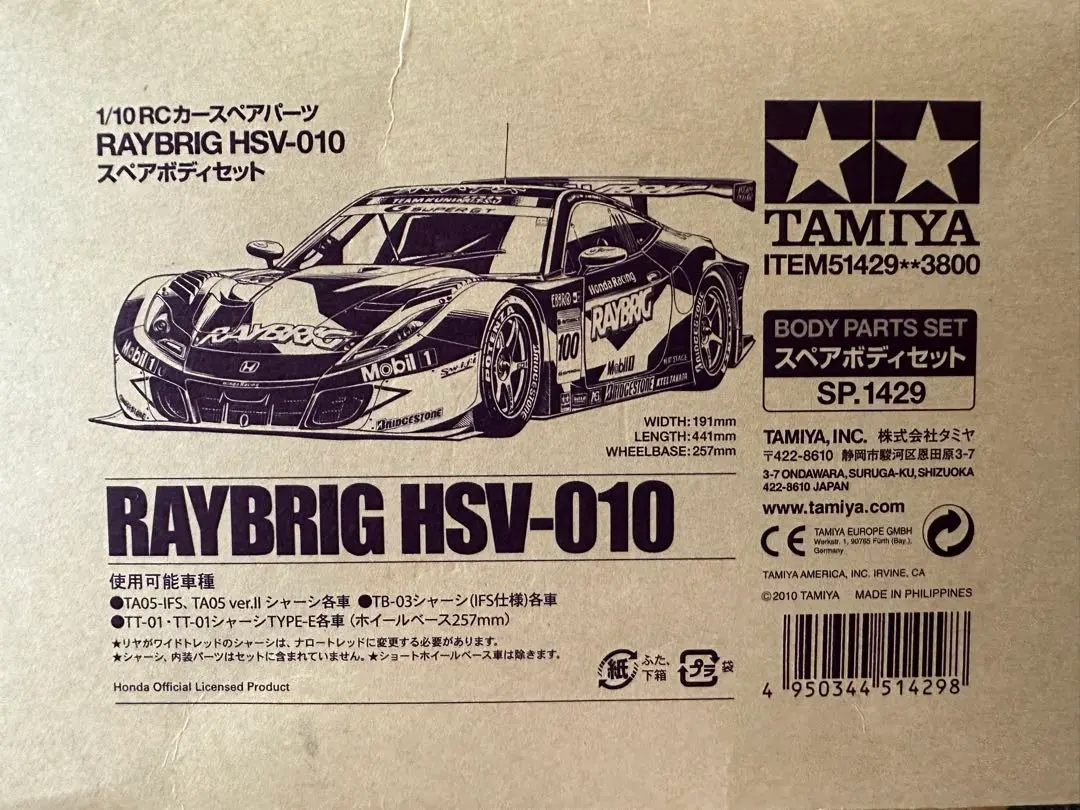 1/10 RCカースペアパーツ
RAYBRIG HSV-010
スペアボディセット
TAMIYA
ITEM51429**3800
BODY PARTS SET
スペアボディセット
SP.1429
SUPER GT
Honda Racing
RAYBRIG
100
Mobil 1
BRIDGESTONE
RAYBRIG
Mobil 1
BRIDGESTONE
POTENZA
WIDTH:191mm
LENGTH:441mm
WHEELBASE:257mm
TAMIYA, INC. 株式会社タミヤ
〒422-8610 静岡市駿河区恩田原3-7
3-7 ONDAWARA, SURUGA-KU, SHIZUOKA
422-8610 JAPAN
www.tamiya.com
CE
TAMIYA EUROPE GMBH
Werkstr. 1, 90765 Fürth (Bay.),
Germany
TAMIYA AMERICA, INC. IRVINE, CA
©2010 TAMIYA MADE IN PHILIPPINES
4 950344 514298
RAYBRIG HSV-010
使用可能車種
●TA05-IFS、TA05 ver.II シャーシ各車 ●TB-03シャーシ(IFS仕様)各車
●TT-01・TT-01シャーシTYPE-E各車 (ホイールベース257mm)
★リヤがワイドトレッドのシャーシは、ナロートレッドに変更する必要があります。
★シャーシ、内装パーツはセットに含まれていません。★ショートホイールベース車は除きます。
Honda Official Licensed Product
紙 ふた、
下箱
プラ 袋